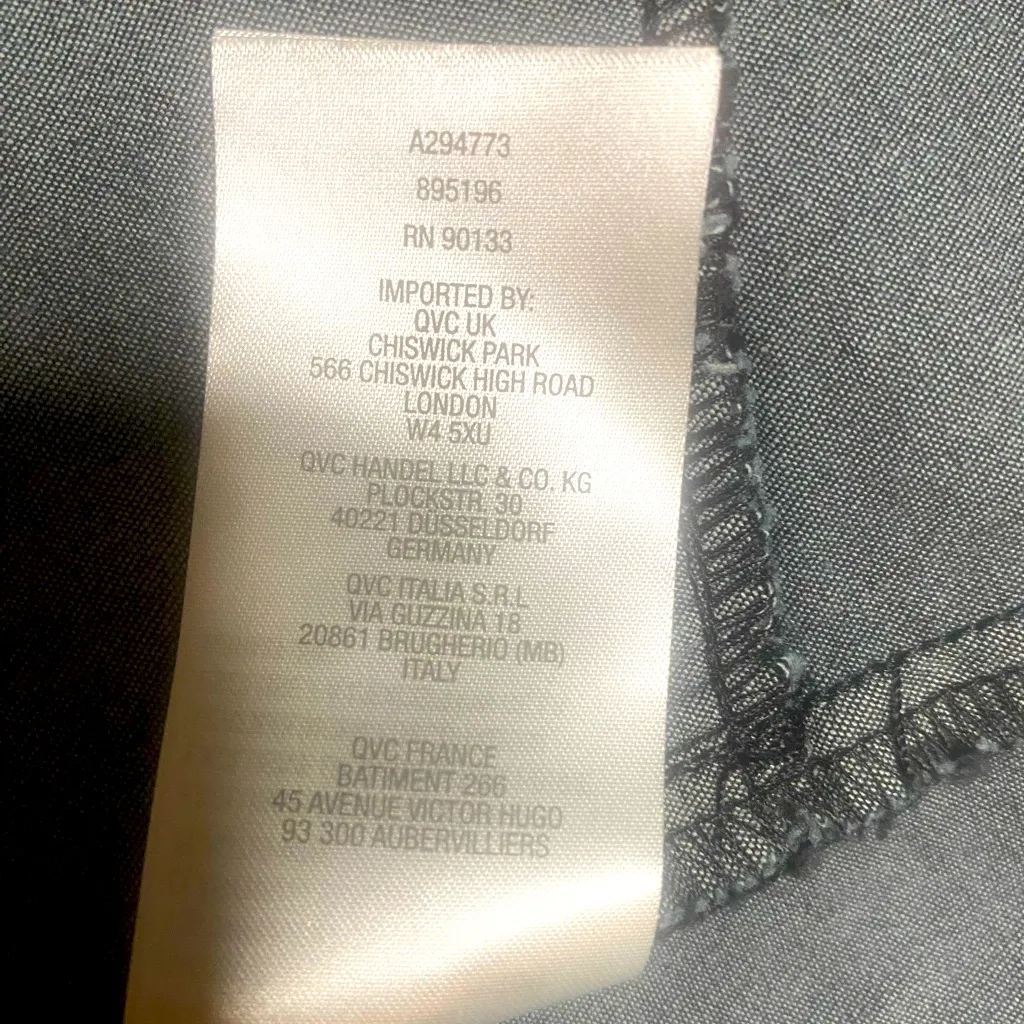 A294773
895196
RN 90133
IMPORTED BY:
QVC UK
CHISWICK PARK
566 CHISWICK HIGH ROAD
LONDON
W4 5XU
QVC HANDEL LLC & CO. KG
PLOCKSTR. 30
40221 DUSSELDORF
GERMANY
QVC ITALIA S.R.L
VIA GUZZINA 18
20861 BRUGHERIO (MB)
ITALY
QVC FRANCE
BATIMENT 266
45 AVENUE VICTOR HUGO
93 300 AUBERVILLIERS